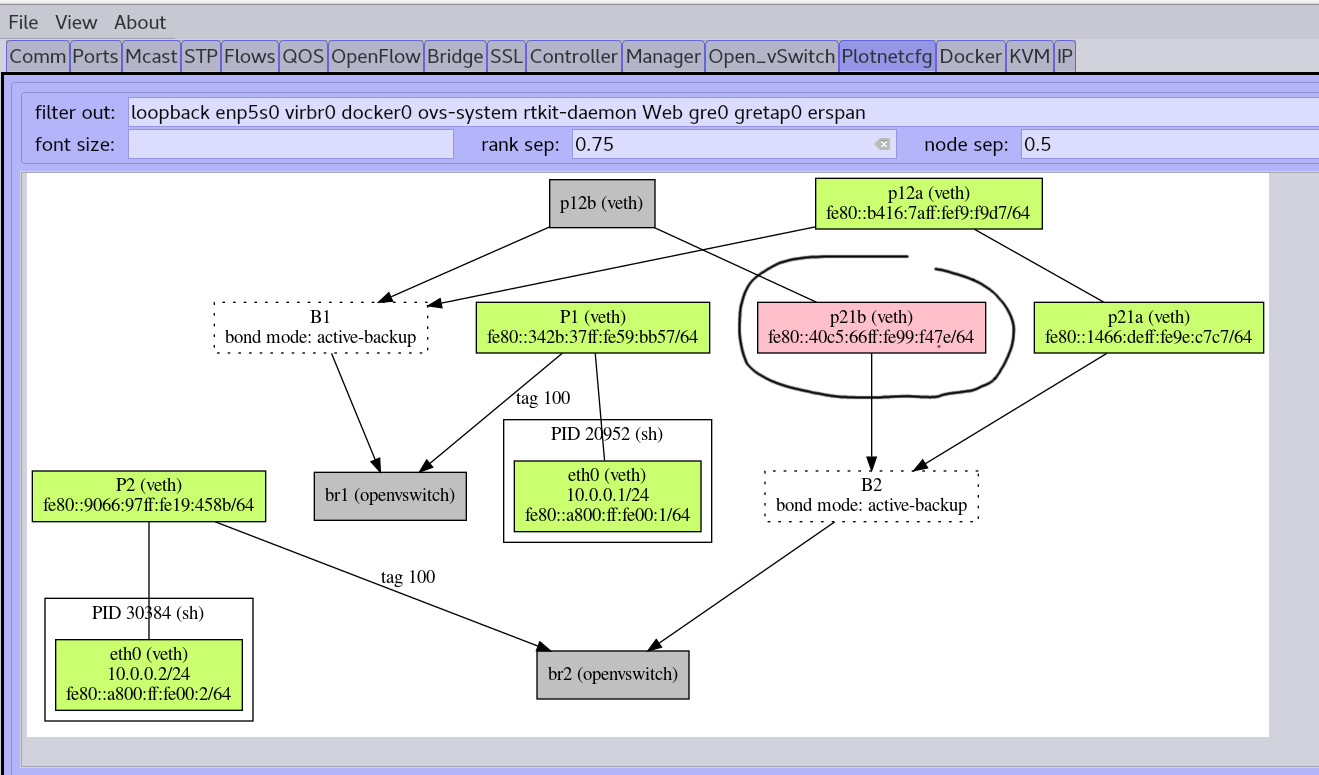 File View About
Comm Ports Mcast STP Flows QOS OpenFlow Bridge SSL Controller Manager Open_vSwitch Plotnetcfg Docker KVM IP
filter out: loopback enp5s0 virbr0 docker0 ovs-system rtkit-daemon Web gre0 gretap0 erspan
font size: rank sep: 0.75 node sep: 0.5
p12b (veth)
p12a (veth)
fe80::b416:7aff:fef9:f9d7/64
B1
bond mode: active-backup
P1 (veth)
fe80::342b:37ff:fe59:bb57/64
p21b (veth)
fe80::40c5:66ff:fe99:f47e/64
p21a (veth)
fe80::1466:deff:fe9e:c7c7/64
tag 100
PID 20952 (sh)
eth0 (veth)
10.0.0.1/24
fe80::a800:ff:fe00:1/64
P2 (veth)
fe80::9066:97ff:fe19:458b/64
br1 (openvswitch)
B2
bond mode: active-backup
tag 100
PID 30384 (sh)
eth0 (veth)
10.0.0.2/24
fe80::a800:ff:fe00:2/64
br2 (openvswitch)